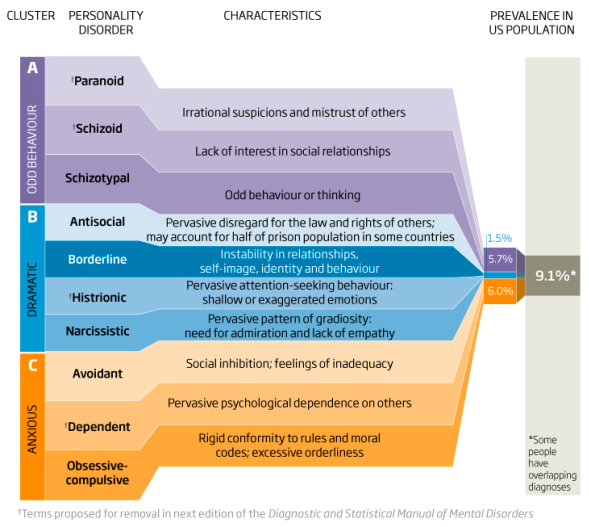 CLUSTER
PERSONALITY
DISORDER
CHARACTERISTICS
PREVALENCE IN
US POPULATION
A
ODD BEHAVIOUR
†Paranoid
Irrational suspicions and mistrust of others
†Schizoid
Lack of interest in social relationships
Schizotypal
Odd behaviour or thinking
B
DRAMATIC
Antisocial
Pervasive disregard for the law and rights of others;
may account for half of prison population in some countries
Borderline
Instability in relationships,
self-image, identity and behaviour
†Histrionic
Pervasive attention-seeking behaviour:
shallow or exaggerated emotions
Narcissistic
Pervasive pattern of gradiosity:
need for admiration and lack of empathy
C
ANXIOUS
Avoidant
Social inhibition; feelings of inadequacy
†Dependent
Pervasive psychological dependence on others
Obsessive-
compulsive
Rigid conformity to rules and moral
codes; excessive orderliness
1.5%
5.7%
6.0%
9.1%*
*Some
people
have
overlapping
diagnoses
†Terms proposed for removal in next edition of the Diagnostic and Statistical Manual of Mental Disorders